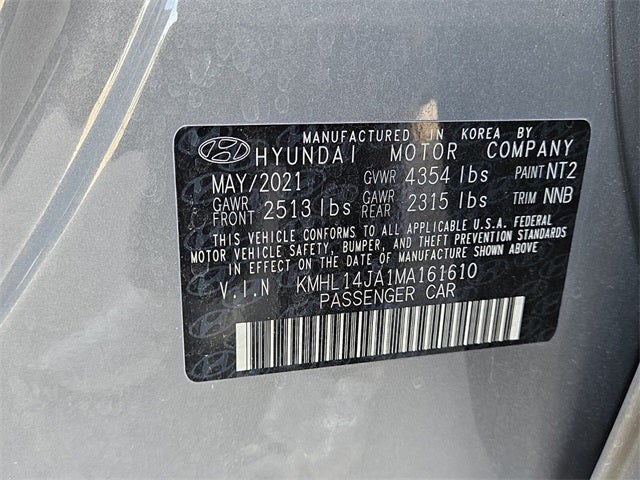 MANUFACTURED IN KOREA BY
HYUNDAI MOTOR COMPANY
MAY/2021 GVWR 4354 lbs PAINT NT2
GAWR FRONT 2513 lbs GAWR REAR 2315 lbs TRIM NNB
THIS VEHICLE CONFORMS TO ALL APPLICABLE U.S.A. FEDERAL
MOTOR VEHICLE SAFETY, BUMPER, AND THEFT PREVENTION STANDARDS
IN EFFECT ON THE DATE OF MANUFACTURE SHOWN ABOVE
V.I.N KMHL14JA1MA161610
PASSENGER CAR